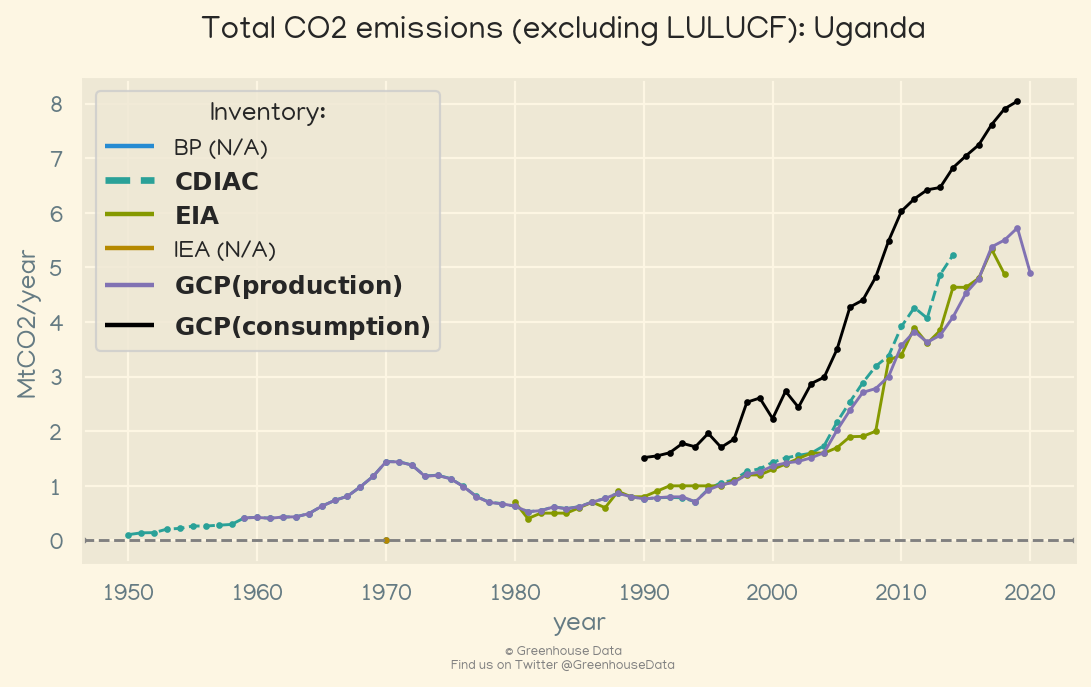 Total CO2 emissions (excluding LULUCF): Uganda
Inventory:
BP (N/A)
CDIAC
EIA
IEA (N/A)
GCP(production)
GCP(consumption)
MtCO2/year
8
7
6
5
4
3
2
1
0
1950 1960 1970 1980 1990 2000 2010 2020
year
© Greenhouse Data
Find us on Twitter @GreenhouseData